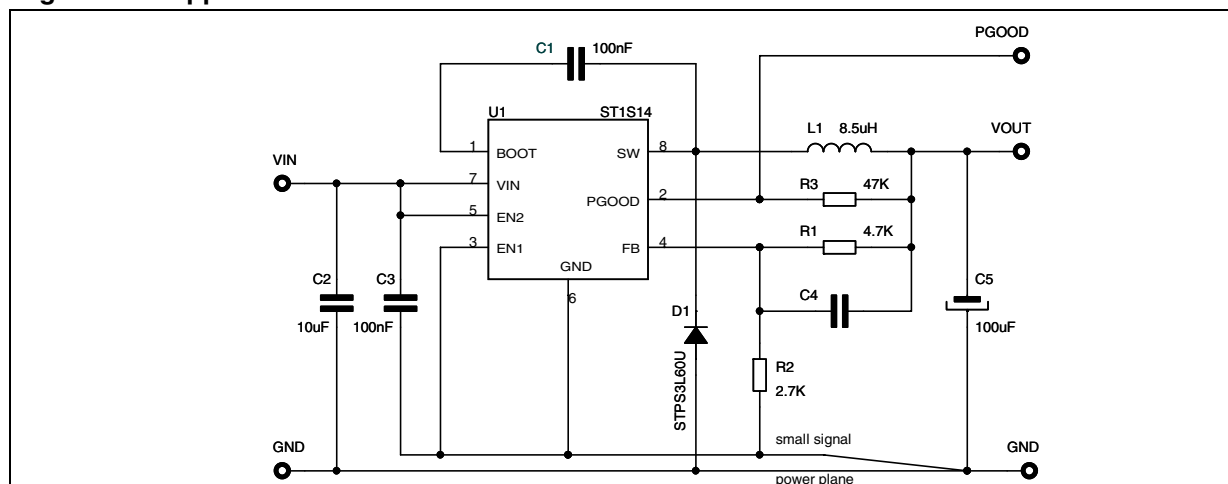 PGOOD
C1 100nF
U1 ST1S14
L1 8.5uH VOUT
1 BOOT SW 8
VIN
7 VIN
R3 47K
PGOOD 2
5 EN2
R1 4.7K
3 EN1 FB 4
GND
6
C2 C3 C4 C5
D1
10uF 100nF 100uF
STPS3L60U
R2
2.7K
small signal
GND GND
power plane